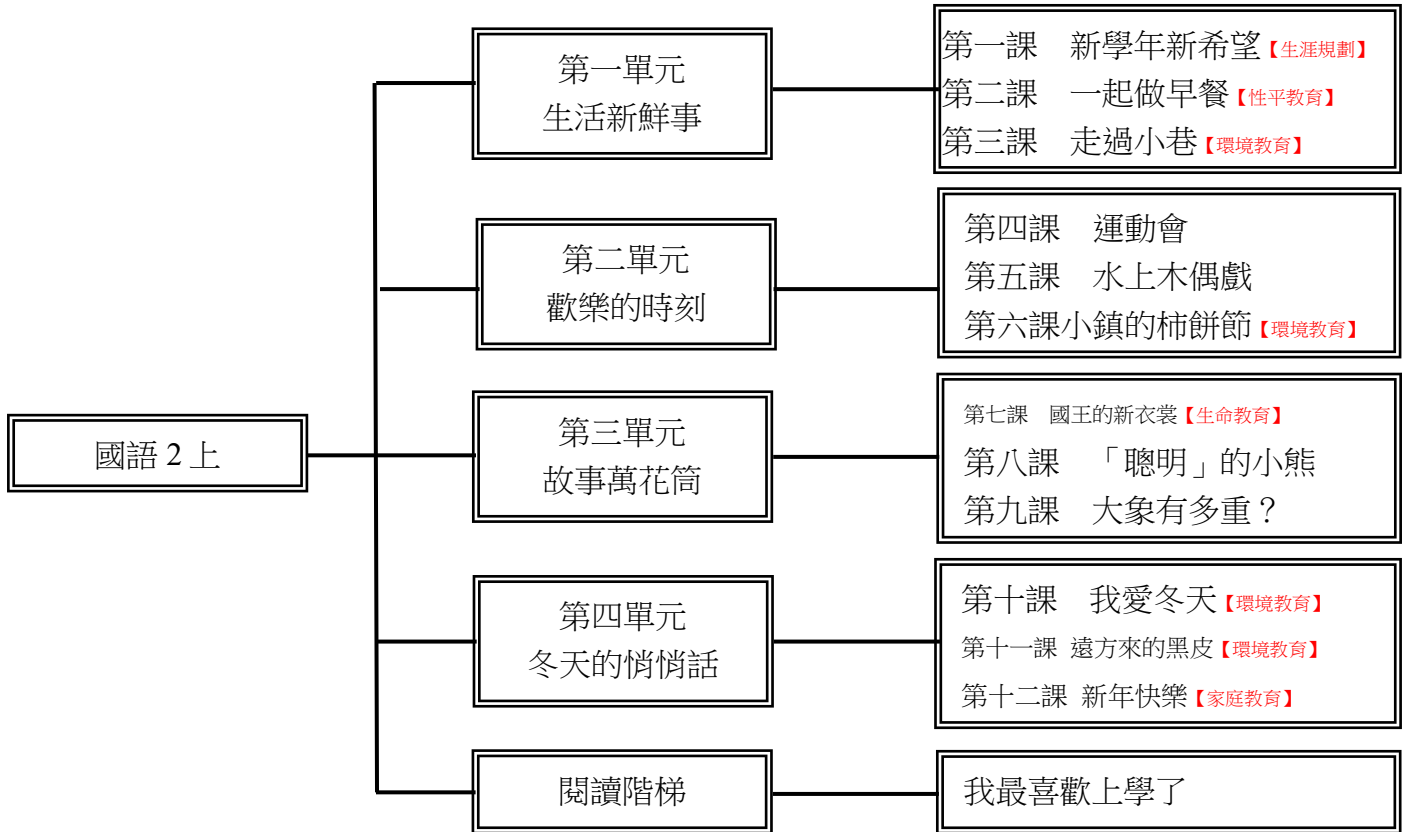 國語 2 上
第一單元
生活新鮮事
第一課　新學年新希望【生涯規劃】
第二課　一起做早餐【性平教育】
第三課　走過小巷【環境教育】
第二單元
歡樂的時刻
第四課　運動會
第五課　水上木偶戲
第六課小鎮的柿餅節【環境教育】
第三單元
故事萬花筒
第七課　國王的新衣裳【生命教育】
第八課　「聰明」的小熊
第九課　大象有多重？
第四單元
冬天的悄悄話
第十課　我愛冬天【環境教育】
第十一課 遠方來的黑皮【環境教育】
第十二課 新年快樂【家庭教育】
閱讀階梯
我最喜歡上學了